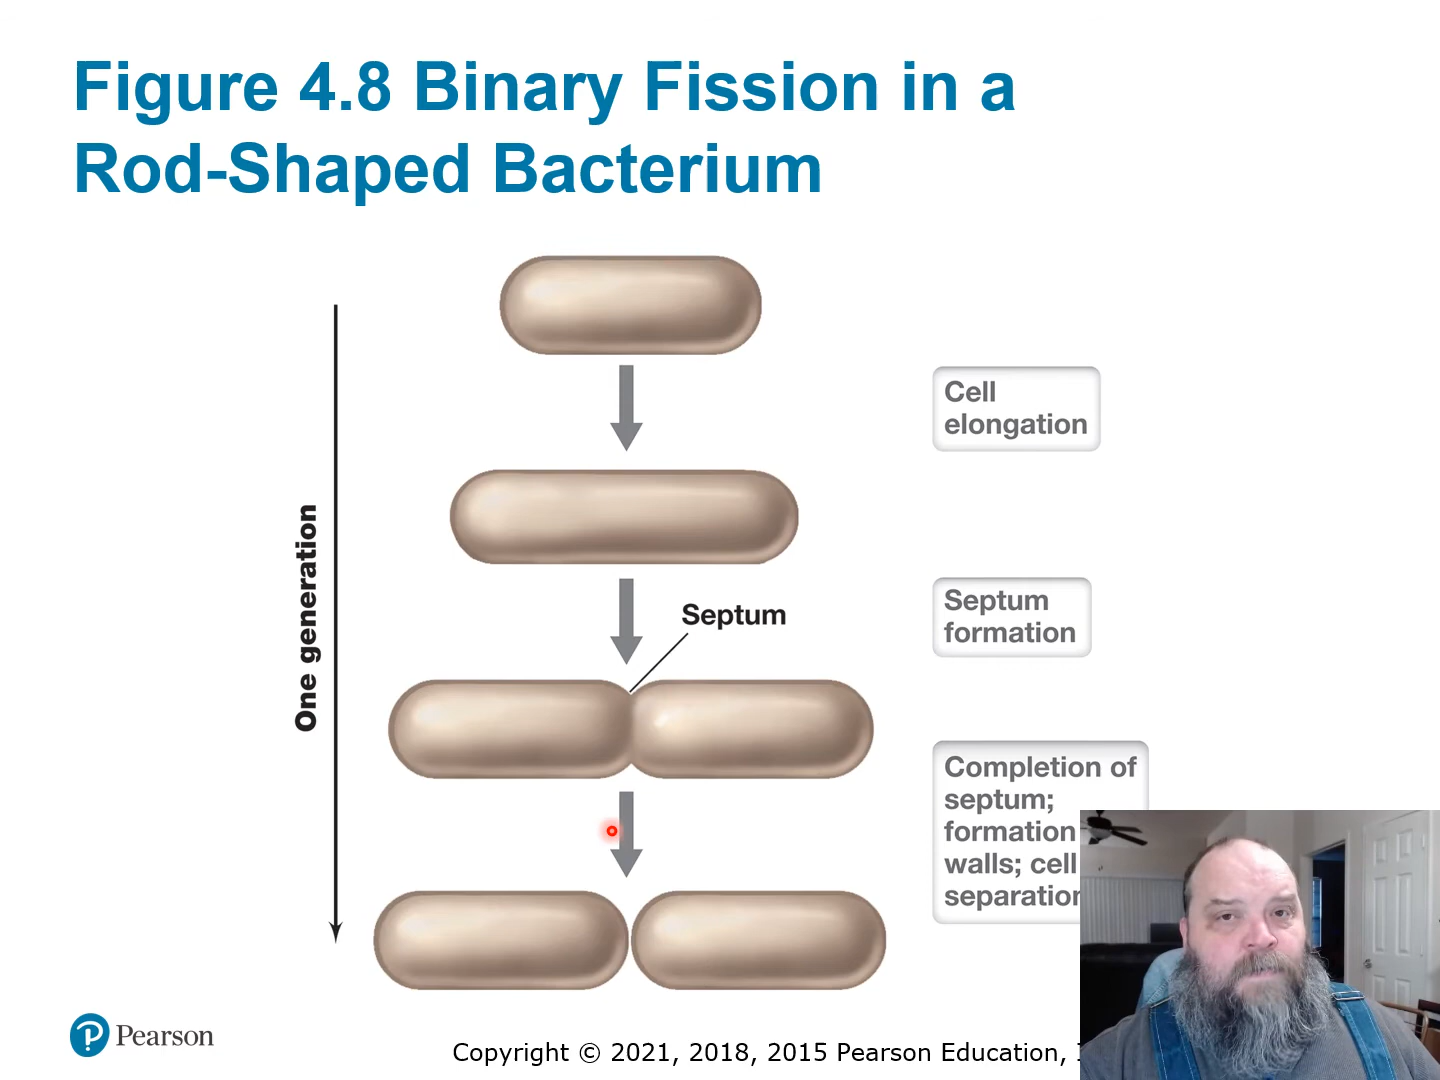 Figure 4.8 Binary Fission in a
Rod-Shaped Bacterium
Cell
elongation
One generation
Septum
formation
Septum
Completion of
septum;
formation
walls; cell
separation
Pearson
Copyright © 2021, 2018, 2015 Pearson Education,